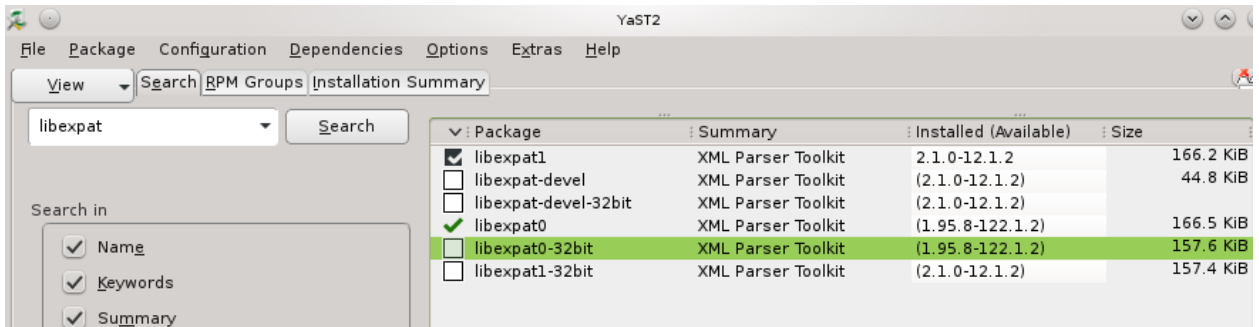 YaST2
File Package Configuration Dependencies Options Extras Help
View Search RPM Groups Installation Summary
libexpat Search
Package Summary Installed (Available) Size
libexpat1 XML Parser Toolkit 2.1.0-12.1.2 166.2 KiB
libexpat-devel XML Parser Toolkit (2.1.0-12.1.2) 44.8 KiB
libexpat-devel-32bit XML Parser Toolkit (2.1.0-12.1.2)
Search in
libexpat0 XML Parser Toolkit (1.95.8-122.1.2) 166.5 KiB
Name
libexpat0-32bit XML Parser Toolkit (1.95.8-122.1.2) 157.6 KiB
libexpat1-32bit XML Parser Toolkit (2.1.0-12.1.2) 157.4 KiB
Keywords
Summary